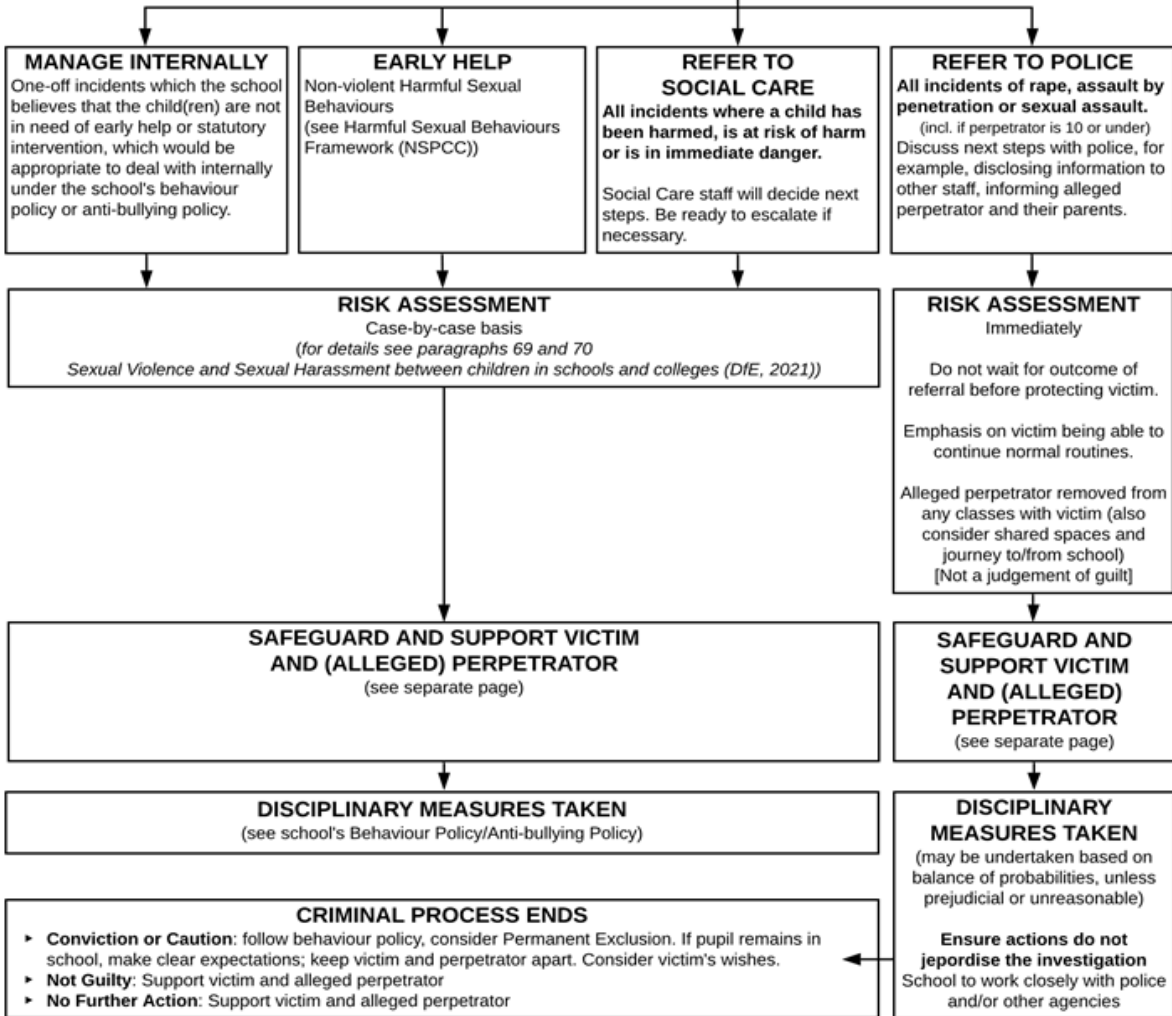 MANAGE INTERNALLY
One-off incidents which the school
believes that the child(ren) are not
in need of early help or statutory
intervention, which would be
appropriate to deal with internally
under the school's behaviour
policy or anti-bullying policy.
EARLY HELP
Non-violent Harmful Sexual
Behaviours
(see Harmful Sexual Behaviours
Framework (NSPCC))
REFER TO
SOCIAL CARE
All incidents where a child has
been harmed, is at risk of harm
or is in immediate danger.
Social Care staff will decide next
steps. Be ready to escalate if
necessary.
REFER TO POLICE
All incidents of rape, assault by
penetration or sexual assault.
(incl. if perpetrator is 10 or under)
Discuss next steps with police, for
example, disclosing information to
other staff, informing alleged
perpetrator and their parents.
RISK ASSESSMENT
Case-by-case basis
(for details see paragraphs 69 and 70
Sexual Violence and Sexual Harassment between children in schools and colleges (DfE, 2021))
RISK ASSESSMENT
Immediately
Do not wait for outcome of
referral before protecting victim.
Emphasis on victim being able to
continue normal routines.
Alleged perpetrator removed from
any classes with victim (also
consider shared spaces and
journey to/from school)
[Not a judgement of guilt]
SAFEGUARD AND SUPPORT VICTIM
AND (ALLEGED) PERPETRATOR
(see separate page)
SAFEGUARD AND
SUPPORT VICTIM
AND (ALLEGED)
PERPETRATOR
(see separate page)
DISCIPLINARY MEASURES TAKEN
(see school's Behaviour Policy/Anti-bullying Policy)
DISCIPLINARY
MEASURES TAKEN
(may be undertaken based on
balance of probabilities, unless
prejudicial or unreasonable)
Ensure actions do not
jepordise the investigation
School to work closely with police
and/or other agencies
CRIMINAL PROCESS ENDS
‣ Conviction or Caution: follow behaviour policy, consider Permanent Exclusion. If pupil remains in
school, make clear expectations; keep victim and perpetrator apart. Consider victim's wishes.
‣ Not Guilty: Support victim and alleged perpetrator
‣ No Further Action: Support victim and alleged perpetrator